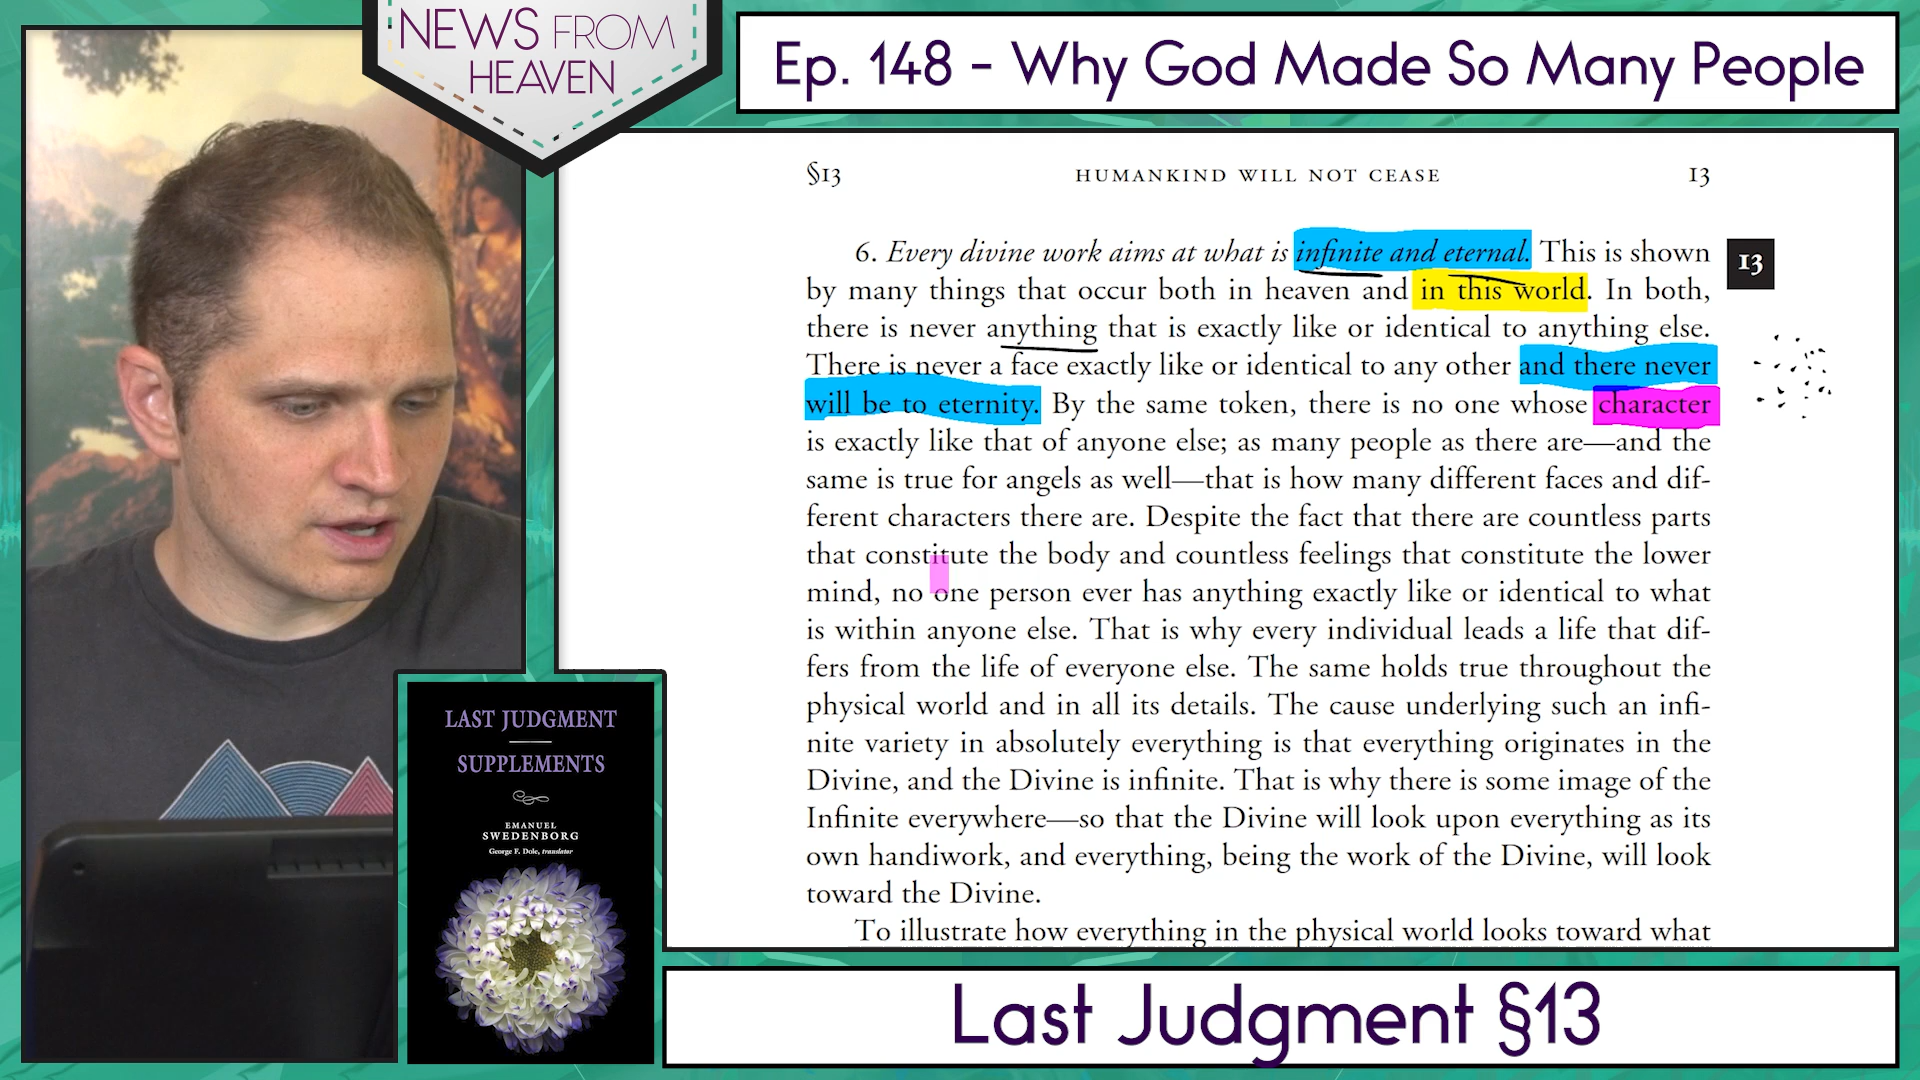 NEWS FROM
HEAVEN
Ep. 148 - Why God Made So Many People
§13 HUMANKIND WILL NOT CEASE 13
6. Every divine work aims at what is infinite and eternal. This is shown
by many things that occur both in heaven and in this world. In both,
there is never anything that is exactly like or identical to anything else.
There is never a face exactly like or identical to any other and there never
will be to eternity. By the same token, there is no one whose character
is exactly like that of anyone else; as many people as there are—and the
same is true for angels as well—that is how many different faces and dif-
ferent characters there are. Despite the fact that there are countless parts
that constitute the body and countless feelings that constitute the lower
mind, no one person ever has anything exactly like or identical to what
is within anyone else. That is why every individual leads a life that dif-
fers from the life of everyone else. The same holds true throughout the
physical world and in all its details. The cause underlying such an infi-
nite variety in absolutely everything is that everything originates in the
Divine, and the Divine is infinite. That is why there is some image of the
Infinite everywhere—so that the Divine will look upon everything as its
own handiwork, and everything, being the work of the Divine, will look
toward the Divine.
To illustrate how everything in the physical world looks toward what
13
LAST JUDGMENT
SUPPLEMENTS
EMANUEL
SWEDENBORG
George F. Dole, translator
Last Judgment §13